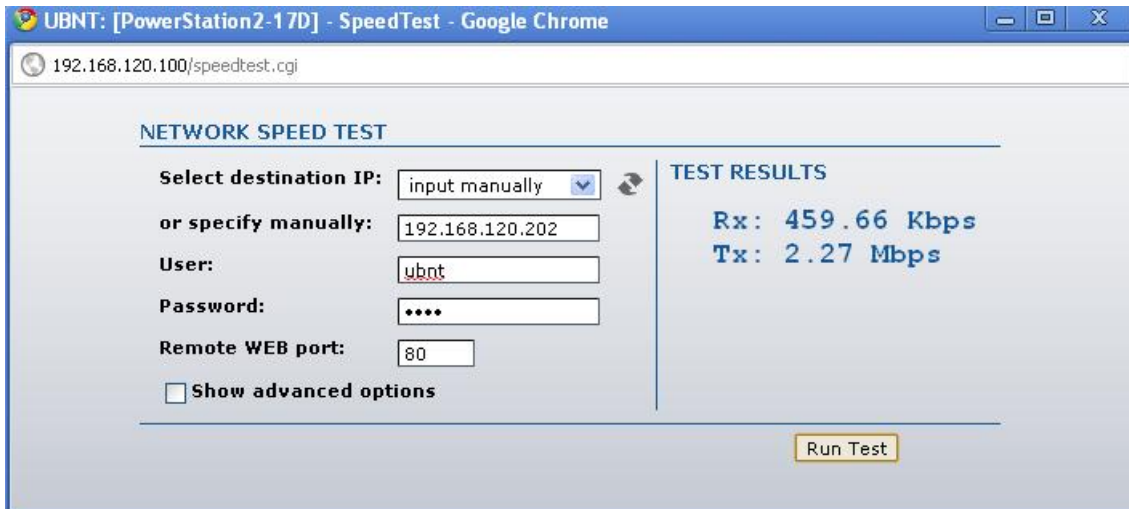 UBNT: [PowerStation2-17D] - SpeedTest - Google Chrome
192.168.120.100/speedtest.cgi
NETWORK SPEED TEST
Select destination IP: input manually
or specify manually: 192.168.120.202
User: ubnt
Password: ••••
Remote WEB port: 80
Show advanced options
TEST RESULTS
Rx: 459.66 Kbps
Tx: 2.27 Mbps
Run Test